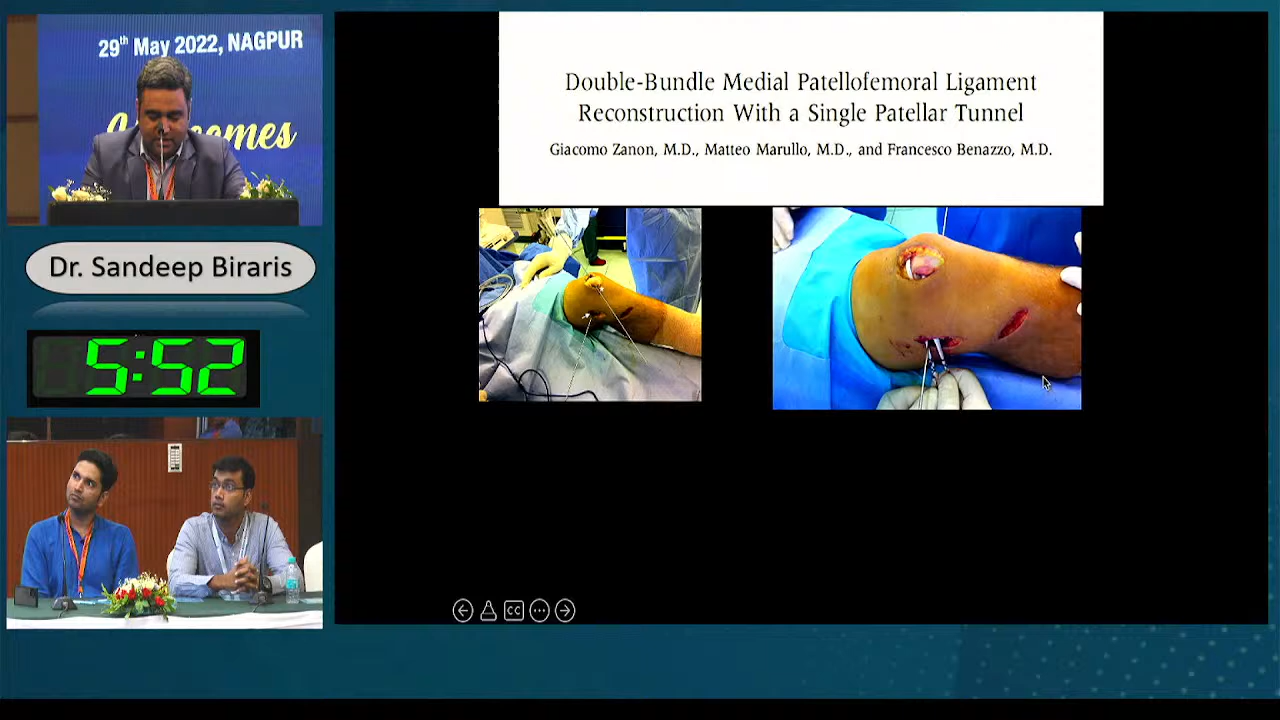 29th May 2022, NAGPUR
Dr. Sandeep Biraris
5:52
Double-Bundle Medial Patellofemoral Ligament
Reconstruction With a Single Patellar Tunnel
Giacomo Zanon, M.D., Matteo Marullo, M.D., and Francesco Benazzo, M.D.
CC